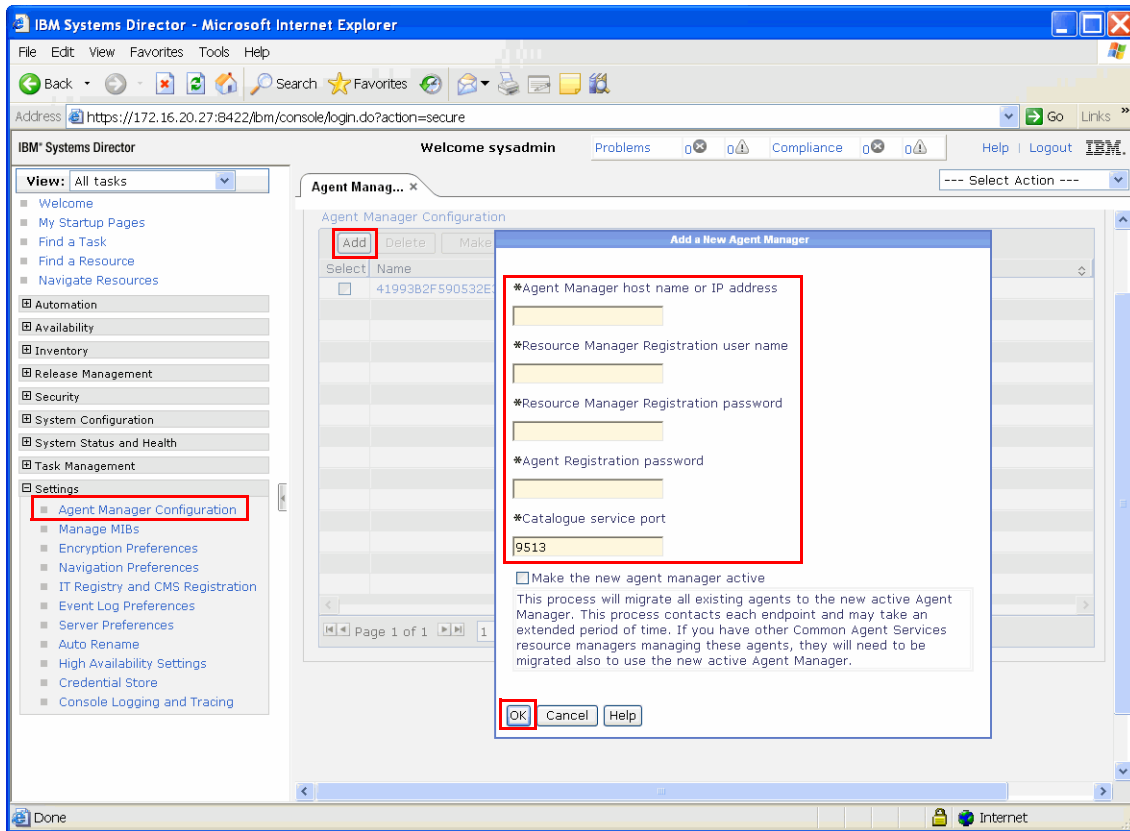 IBM Systems Director - Microsoft Internet Explorer
File Edit View Favorites Tools Help
Back Search Favorites
Address https://172.16.20.27:8422/ibm/console/login.do?action=secure Go Links »
IBM® Systems Director Welcome sysadmin Problems 0 0 Compliance 0 0 Help | Logout IBM.
View: All tasks
Agent Manag... ×
--- Select Action ---
Welcome
My Startup Pages
Find a Task
Find a Resource
Navigate Resources
Automation
Availability
Inventory
Release Management
Security
System Configuration
System Status and Health
Task Management
Settings
Agent Manager Configuration
Manage MIBs
Encryption Preferences
Navigation Preferences
IT Registry and CMS Registration
Event Log Preferences
Server Preferences
Auto Rename
High Availability Settings
Credential Store
Console Logging and Tracing
Agent Manager Configuration
Add Delete Make
Select Name
41993B2F590532E
Page 1 of 1 1
Add a New Agent Manager
*Agent Manager host name or IP address
*Resource Manager Registration user name
*Resource Manager Registration password
*Agent Registration password
*Catalogue service port
9513
Make the new agent manager active
This process will migrate all existing agents to the new active Agent
Manager. This process contacts each endpoint and may take an
extended period of time. If you have other Common Agent Services
resource managers managing these agents, they will need to be
migrated also to use the new active Agent Manager.
OK Cancel Help
Done Internet